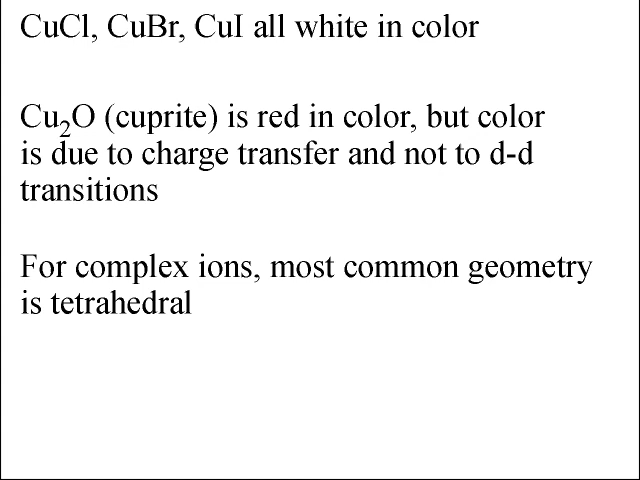 CuCl, CuBr, CuI all white in color
Cu₂O (cuprite) is red in color, but color
is due to charge transfer and not to d-d
transitions
For complex ions, most common geometry
is tetrahedral